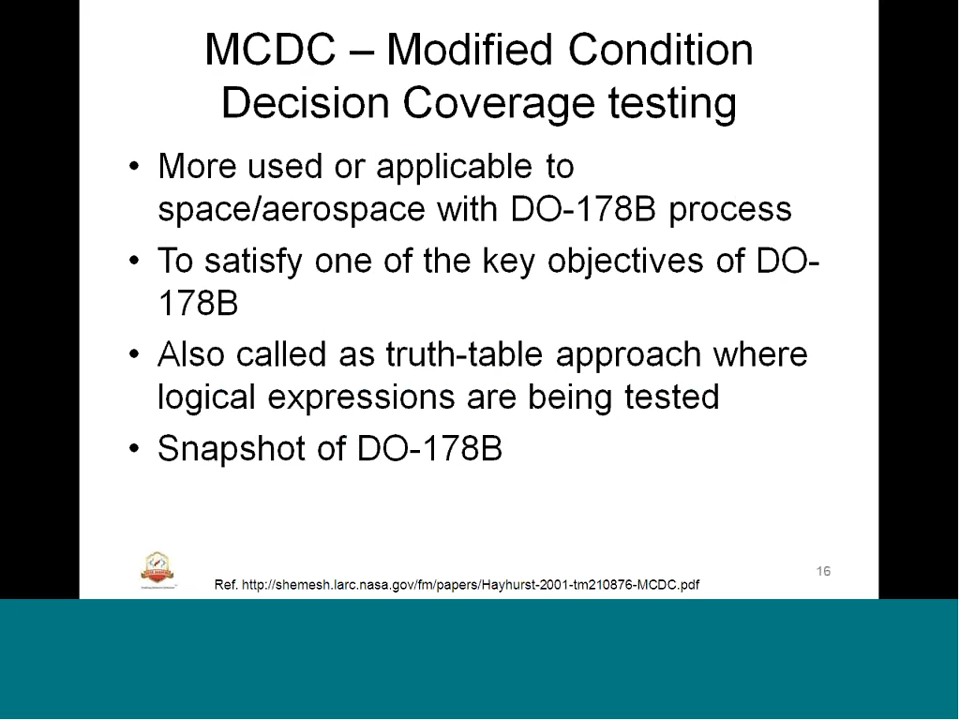 MCDC – Modified Condition
Decision Coverage testing
• More used or applicable to
space/aerospace with DO-178B process
• To satisfy one of the key objectives of DO-
178B
• Also called as truth-table approach where
logical expressions are being tested
• Snapshot of DO-178B
16
Ref. http://shemesh.larc.nasa.gov/fm/papers/Hayhurst-2001-tm210876-MCDC.pdf